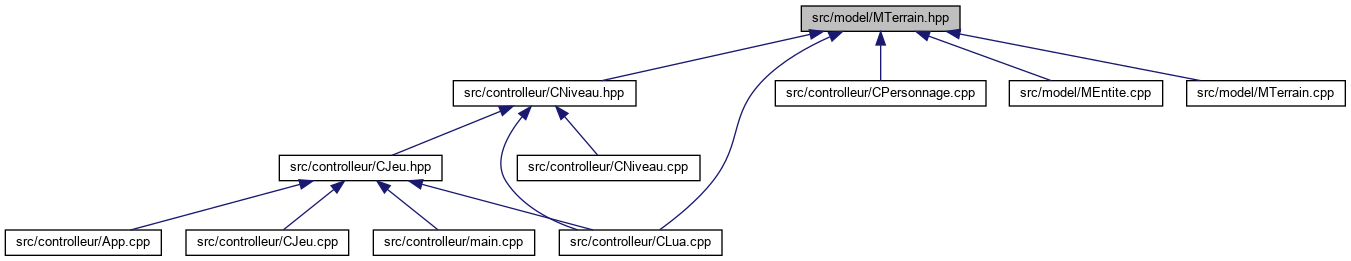 src/model/MTerrain.hpp
src/controlleur/CNiveau.hpp
src/controlleur/CPersonnage.cpp
src/model/MEntite.cpp
src/model/MTerrain.cpp
src/controlleur/CJeu.hpp
src/controlleur/CNiveau.cpp
src/controlleur/App.cpp
src/controlleur/CJeu.cpp
src/controlleur/main.cpp
src/controlleur/CLua.cpp